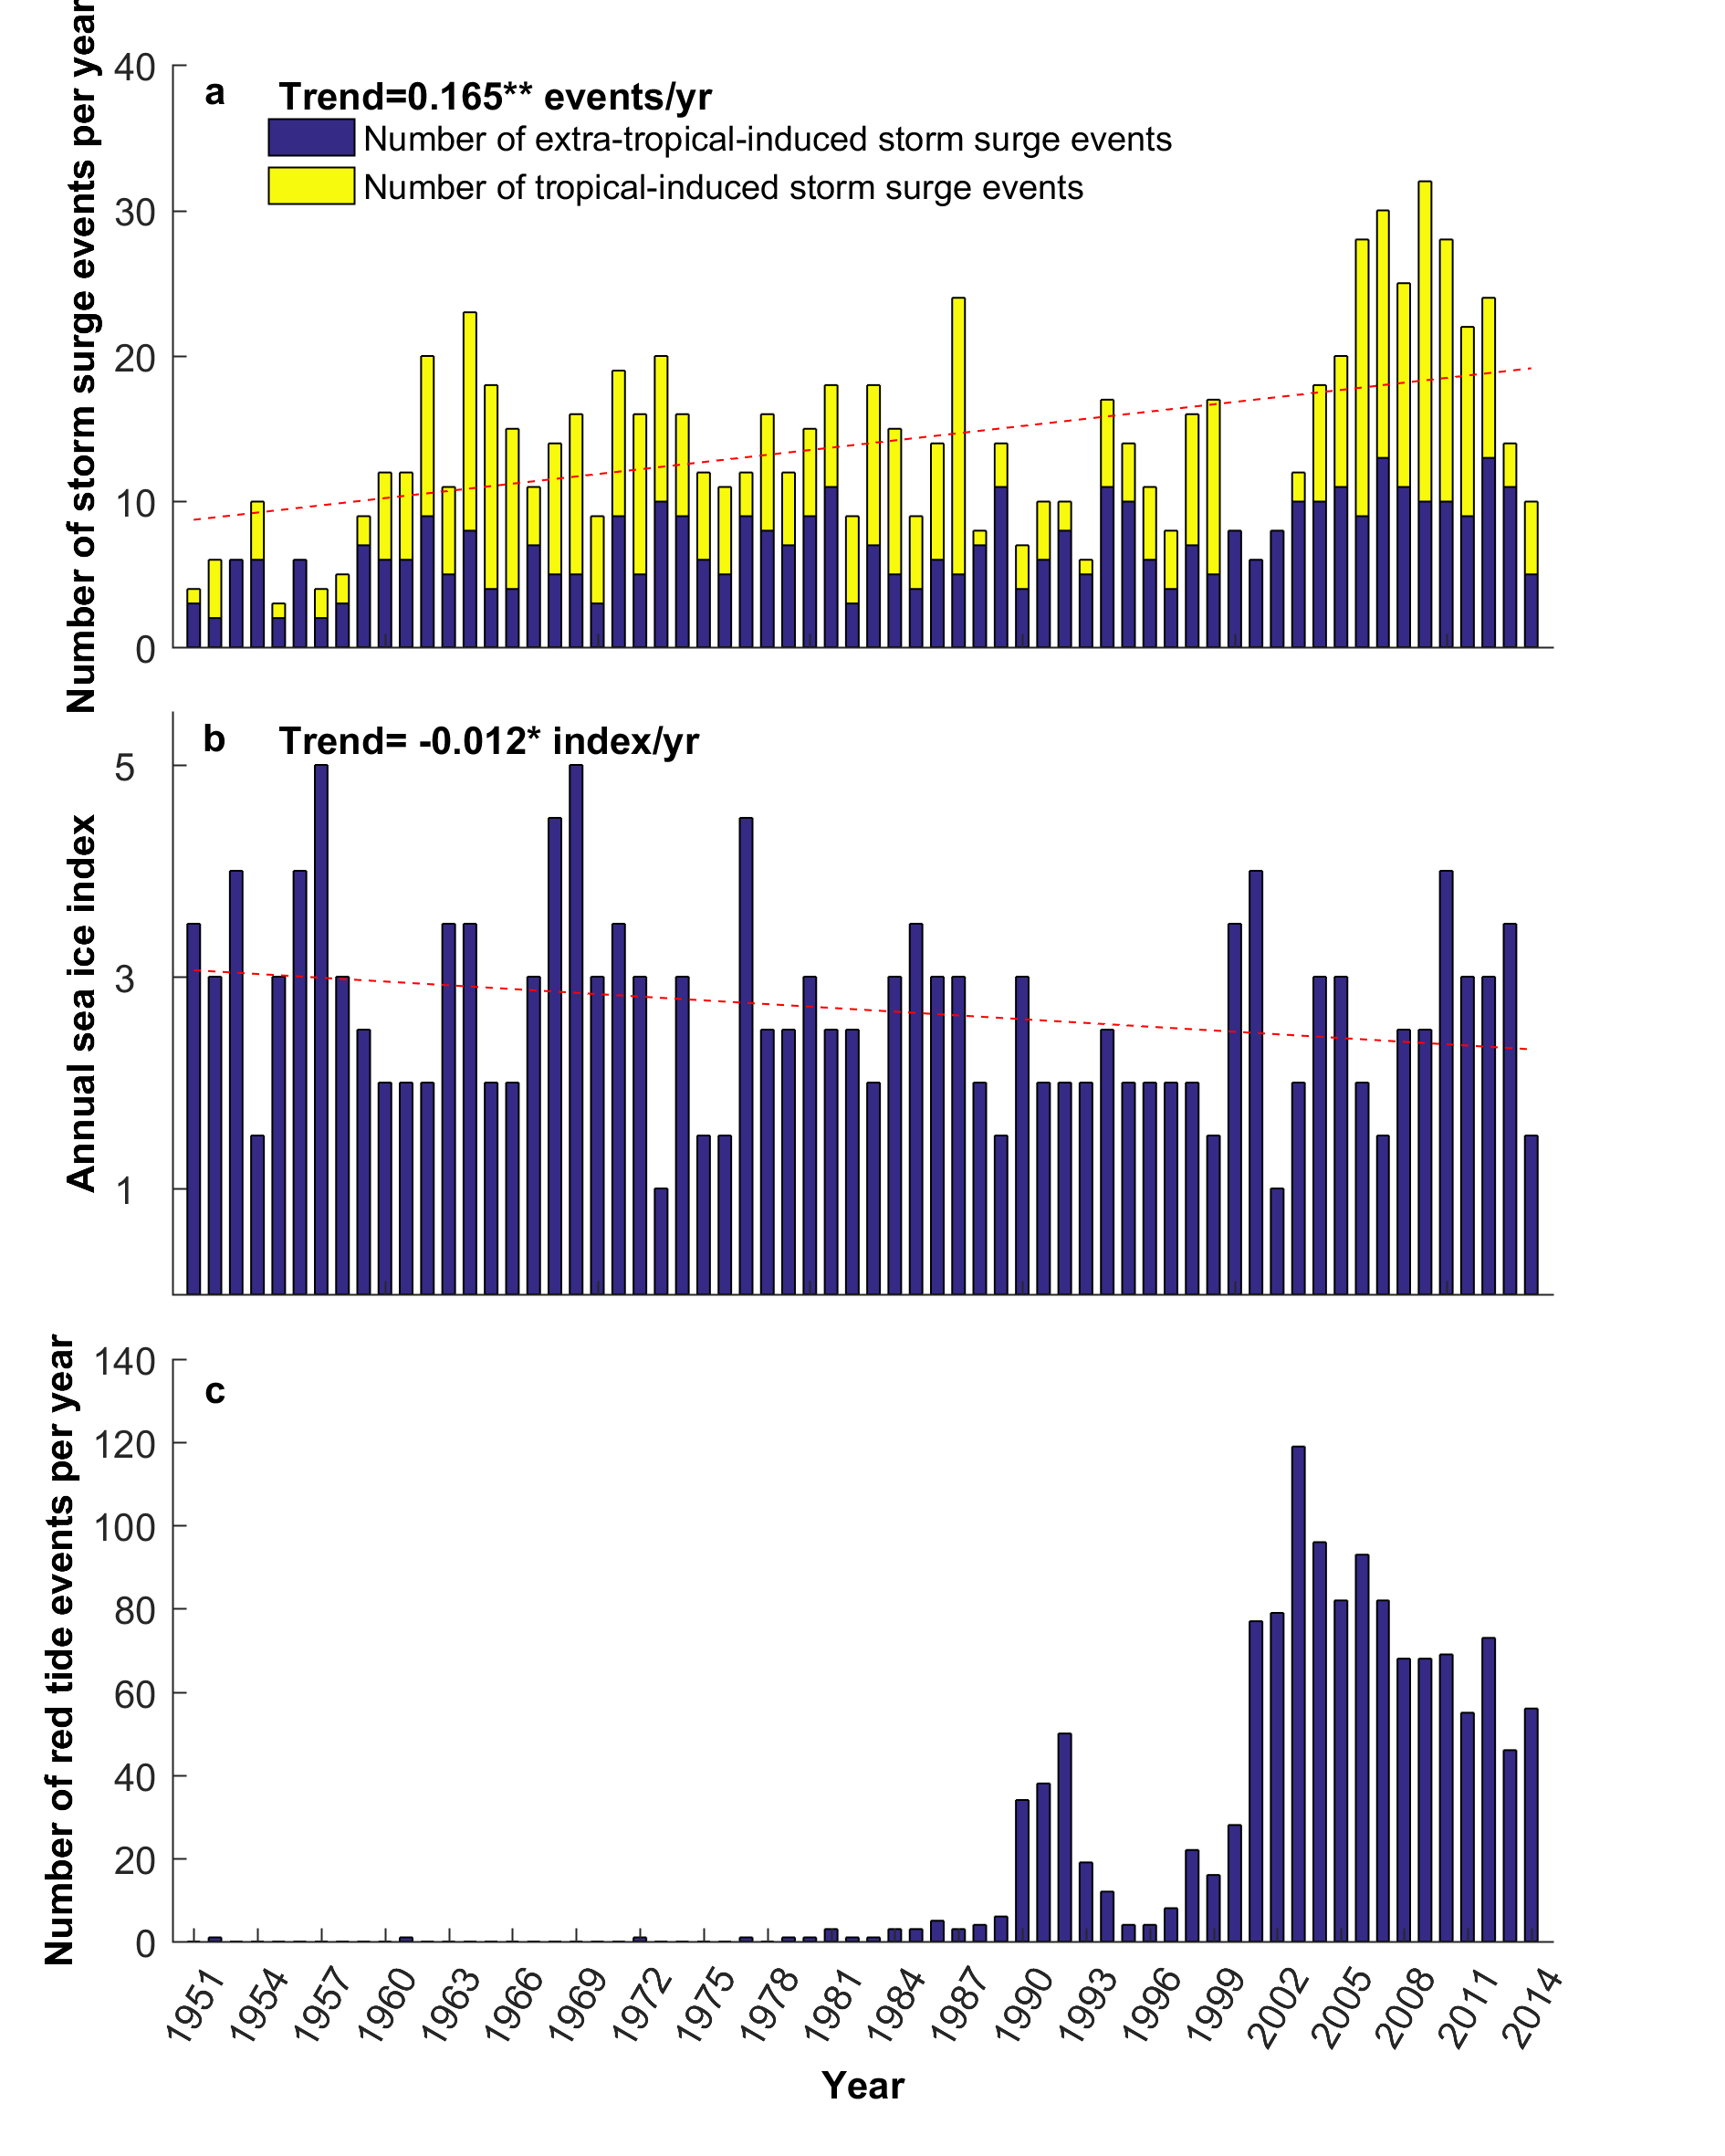 Number of storm surge events per year
40
30
20
10
0
a
Trend=0.165** events/yr
Number of extra-tropical-induced storm surge events
Number of tropical-induced storm surge events
Annual sea ice index
5
3
1
b
Trend= -0.012* index/yr
Number of red tide events per year
140
120
100
80
60
40
20
0
c
1951 1954 1957 1960 1963 1966 1969 1972 1975 1978 1981 1984 1987 1990 1993 1996 1999 2002 2005 2008 2011 2014
Year